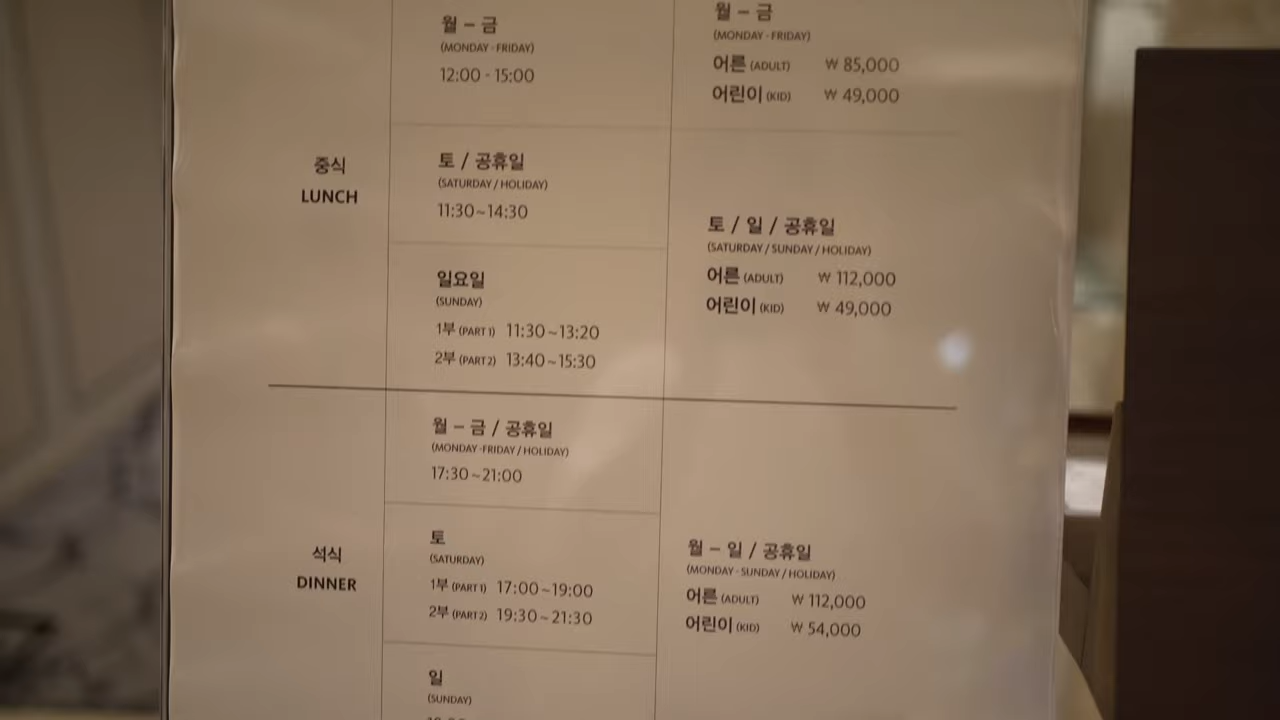 중식
LUNCH
월 – 금
(MONDAY - FRIDAY)
12:00 - 15:00
월 – 금
(MONDAY - FRIDAY)
어른 (ADULT) ₩ 85,000
어린이 (KID) ₩ 49,000
토 / 공휴일
(SATURDAY / HOLIDAY)
11:30~14:30
일요일
(SUNDAY)
1부 (PART 1) 11:30~13:20
2부 (PART 2) 13:40~15:30
토 / 일 / 공휴일
(SATURDAY / SUNDAY / HOLIDAY)
어른 (ADULT) ₩ 112,000
어린이 (KID) ₩ 49,000
석식
DINNER
월 – 금 / 공휴일
(MONDAY -FRIDAY / HOLIDAY)
17:30~21:00
토
(SATURDAY)
1부 (PART 1) 17:00~19:00
2부 (PART 2) 19:30~21:30
일
(SUNDAY)
월 – 일 / 공휴일
(MONDAY - SUNDAY / HOLIDAY)
어른 (ADULT) ₩ 112,000
어린이 (KID) ₩ 54,000